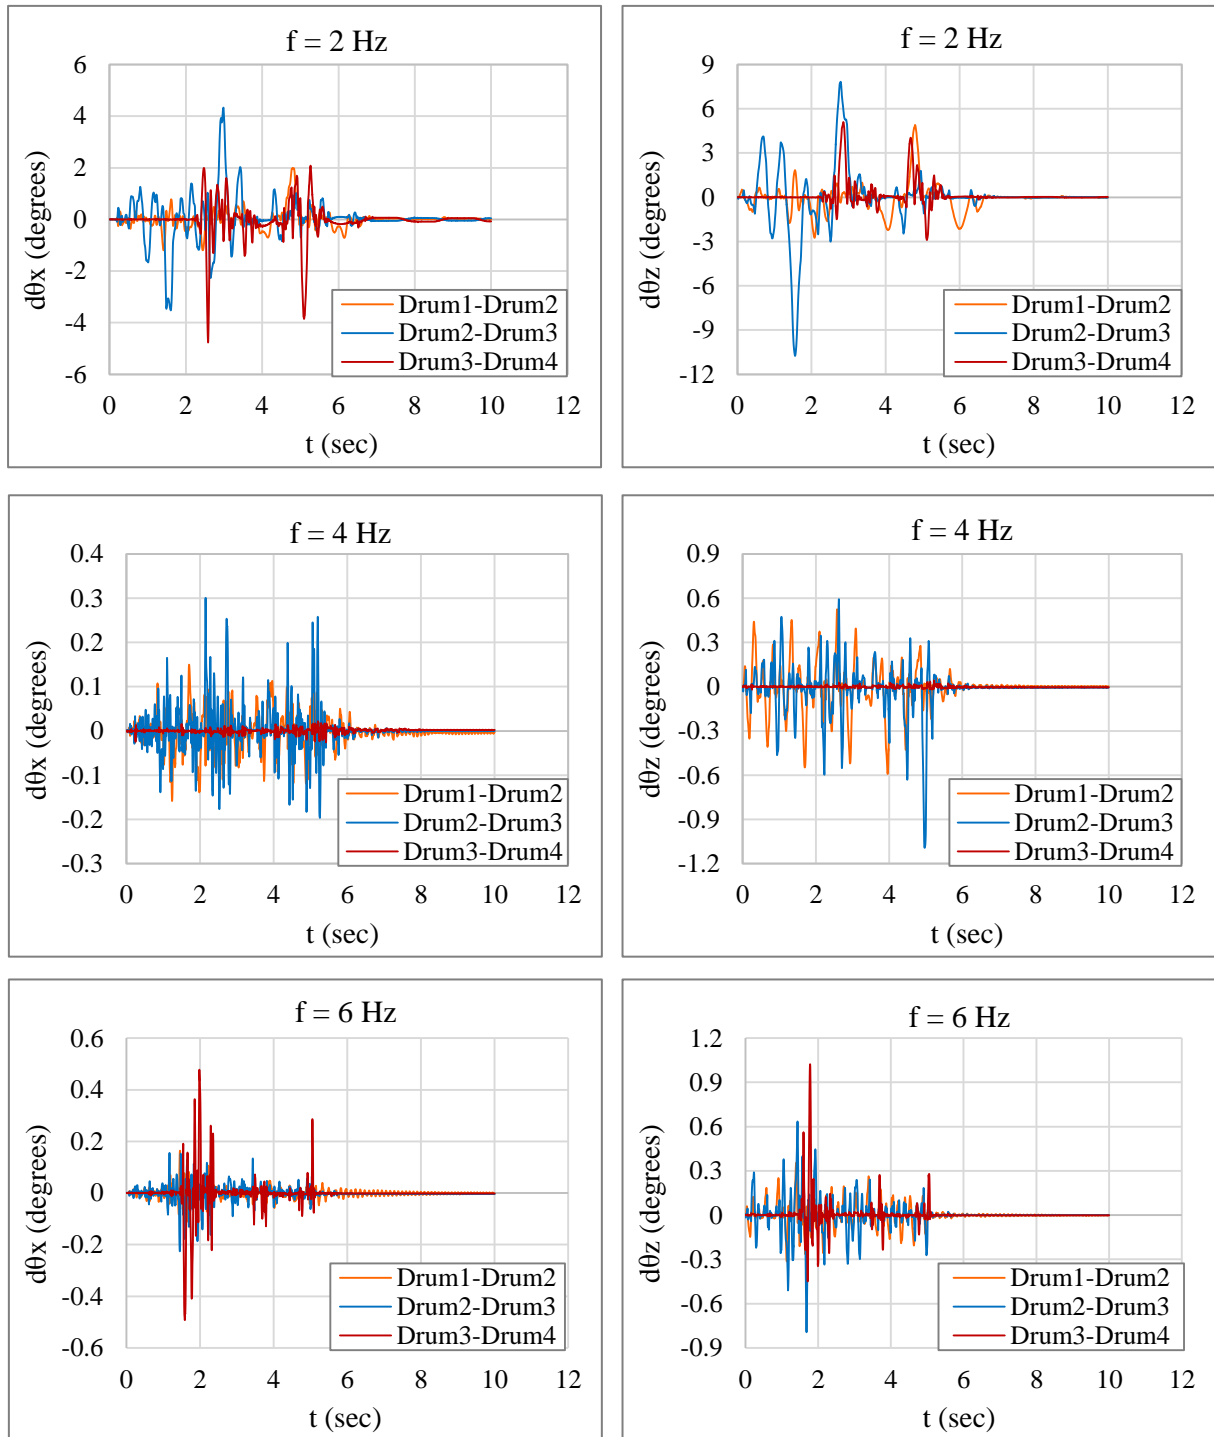 f = 2 Hz
6
4
2
0
-2
-4
-6
dθx (degrees)
Drum1-Drum2
Drum2-Drum3
Drum3-Drum4
0 2 4 6 8 10 12
t (sec)
f = 2 Hz
9
6
3
0
-3
-6
-9
-12
dθz (degrees)
Drum1-Drum2
Drum2-Drum3
Drum3-Drum4
0 2 4 6 8 10 12
t (sec)
f = 4 Hz
0.4
0.3
0.2
0.1
0
-0.1
-0.2
-0.3
dθx (degrees)
Drum1-Drum2
Drum2-Drum3
Drum3-Drum4
0 2 4 6 8 10 12
t (sec)
f = 4 Hz
0.9
0.6
0.3
0
-0.3
-0.6
-0.9
-1.2
dθz (degrees)
Drum1-Drum2
Drum2-Drum3
Drum3-Drum4
0 2 4 6 8 10 12
t (sec)
f = 6 Hz
0.6
0.4
0.2
0
-0.2
-0.4
-0.6
dθx (degrees)
Drum1-Drum2
Drum2-Drum3
Drum3-Drum4
0 2 4 6 8 10 12
t (sec)
f = 6 Hz
1.2
0.9
0.6
0.3
0
-0.3
-0.6
-0.9
dθz (degrees)
Drum1-Drum2
Drum2-Drum3
Drum3-Drum4
0 2 4 6 8 10 12
t (sec)